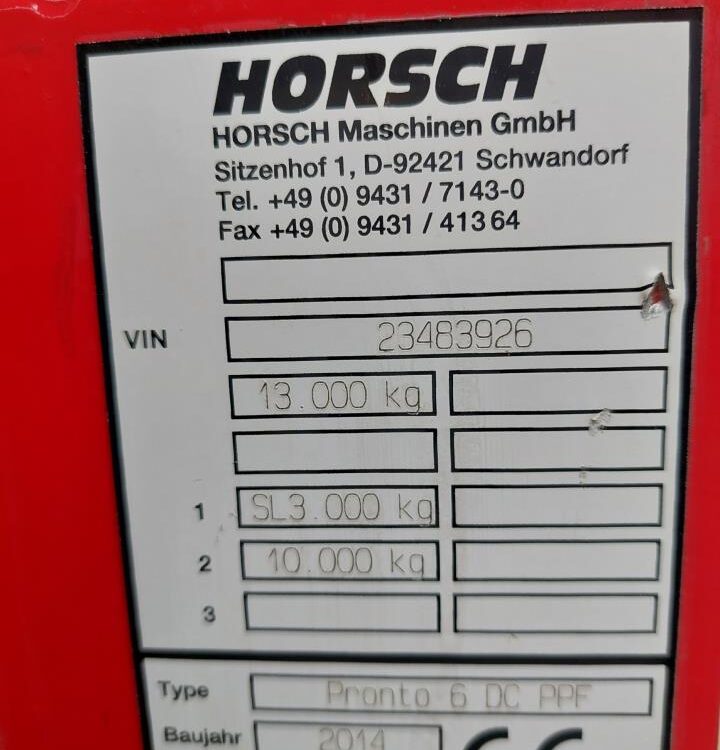 HORSCH
HORSCH Maschinen GmbH
Sitzenhof 1, D-92421 Schwandorf
Tel. +49 (0) 9431 / 7143-0
Fax +49 (0) 9431 / 41364
VIN 23483926
13.000 kg
1 SL3.000 kg
2 10.000 kg
3
Type Pronto 6 DC PPF
Baujahr 2014 CE